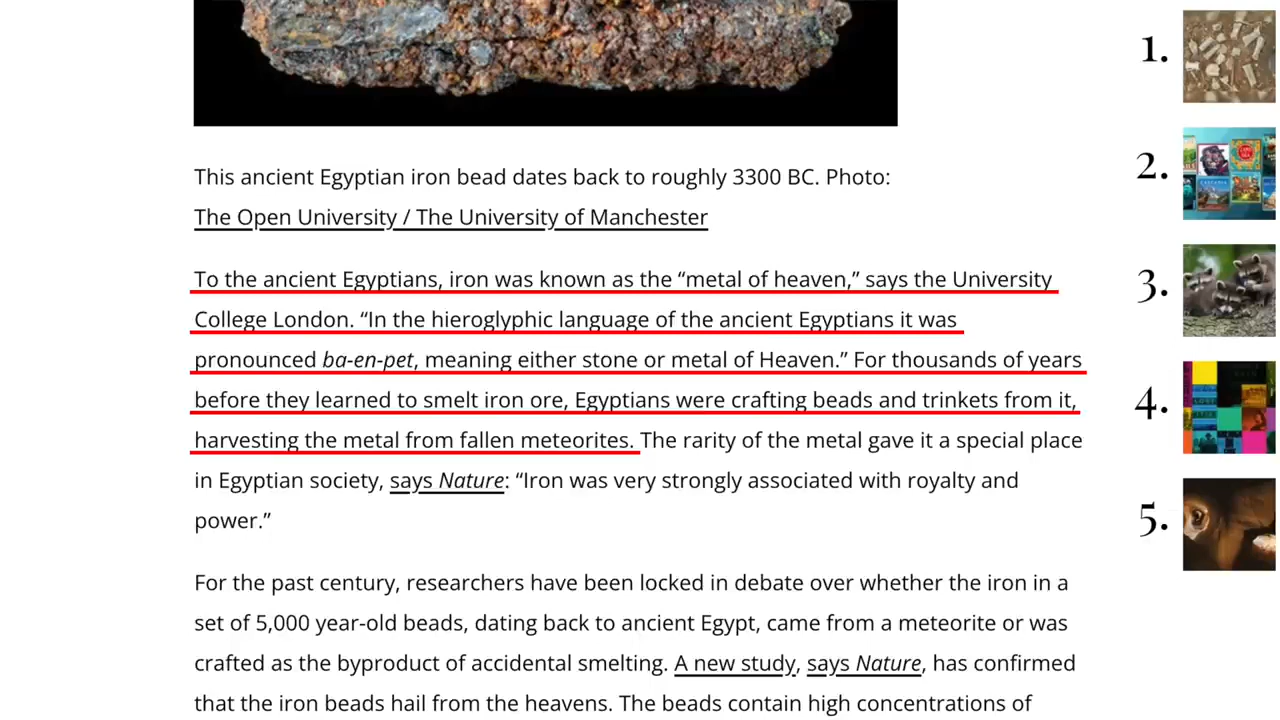 This ancient Egyptian iron bead dates back to roughly 3300 BC. Photo:
The Open University / The University of Manchester
To the ancient Egyptians, iron was known as the “metal of heaven,” says the University
College London. “In the hieroglyphic language of the ancient Egyptians it was
pronounced ba-en-pet, meaning either stone or metal of Heaven.” For thousands of years
before they learned to smelt iron ore, Egyptians were crafting beads and trinkets from it,
harvesting the metal from fallen meteorites. The rarity of the metal gave it a special place
in Egyptian society, says Nature: “Iron was very strongly associated with royalty and
power.”
For the past century, researchers have been locked in debate over whether the iron in a
set of 5,000 year-old beads, dating back to ancient Egypt, came from a meteorite or was
crafted as the byproduct of accidental smelting. A new study, says Nature, has confirmed
that the iron beads hail from the heavens. The beads contain high concentrations of
1.
2.
3.
4.
5.